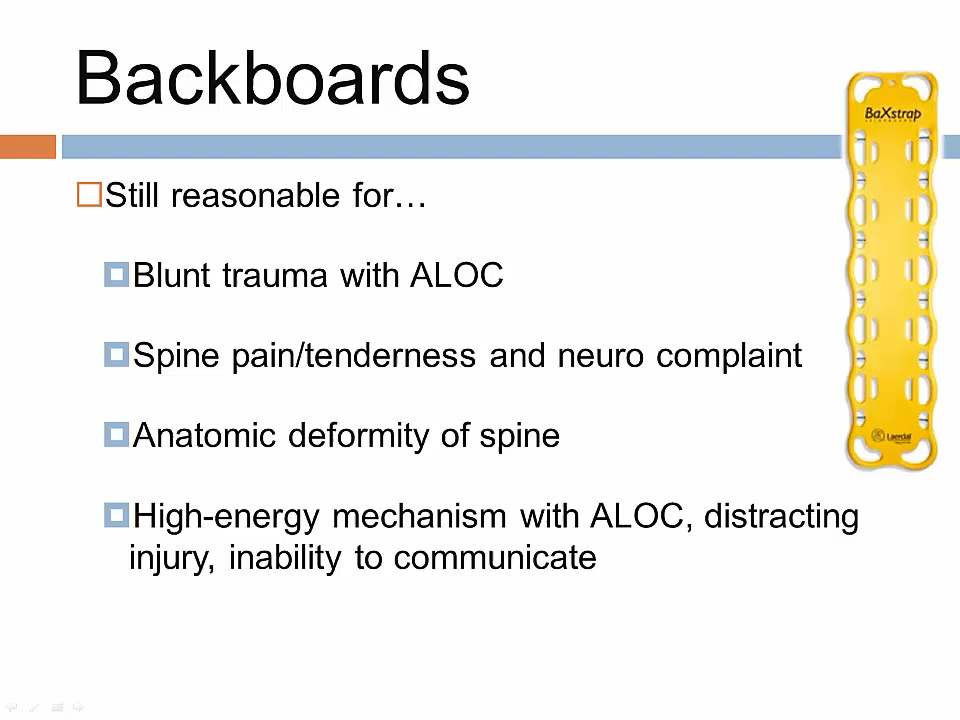 Backboards
BaXstrap
Still reasonable for…
Blunt trauma with ALOC
Spine pain/tenderness and neuro complaint
Anatomic deformity of spine
Laerdal
High-energy mechanism with ALOC, distracting
injury, inability to communicate